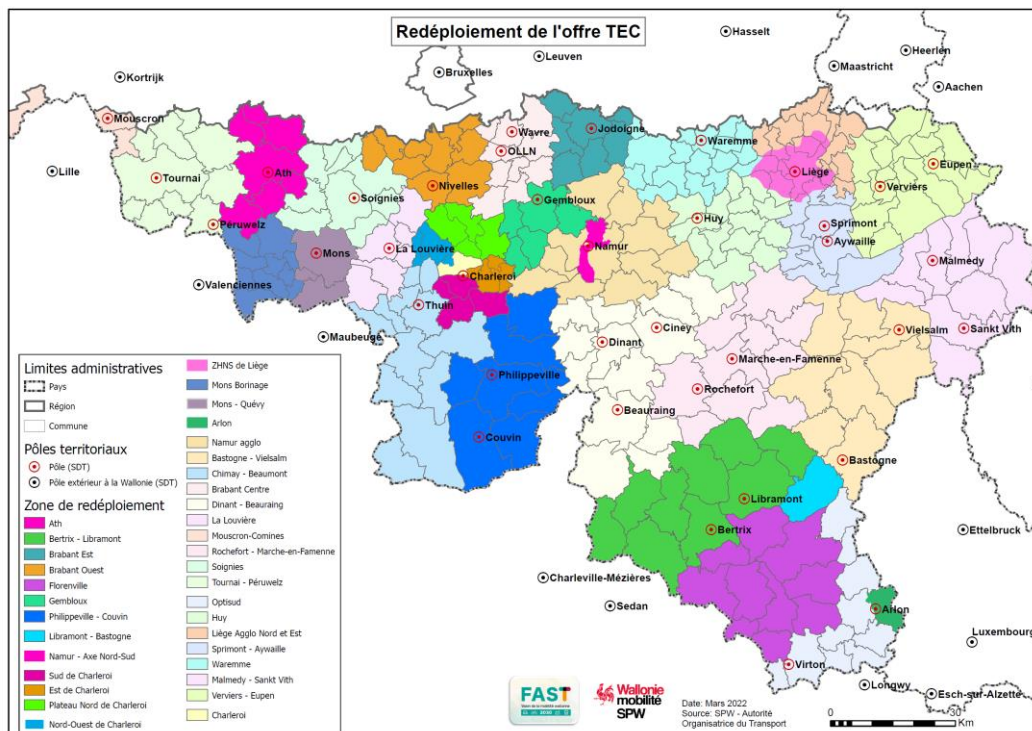 Redéploiement de l'offre TEC
Hasselt
Leuven
Heerlen
Bruxelles
Maastricht
Kortrijk
Aachen
Mouscron
Wavre
Jodoigne
OLLN
Waremme
Lille
Tournai
Ath
Liège
Eupen
Nivelles
Verviers
Soignies
Gembloux
Péruwelz
Huy
Sprimont
Aywaille
Mons
La Louvière
Namur
Malmédy
Charleroi
Valenciennes
Thuin
Maubeuge
Ciney
Vielsalm
Sankt Vith
Dinant
Marche-en-Famenne
Philippeville
Rochefort
Beauraing
Couvin
Bastogne
Libramont
Bertrix
Ettelbruck
Charleville-Mézières
Sedan
Arlon
Luxembourg
Virton
Longwy
Esch-sur-Alzette
Limites administratives
Pays
Région
Commune
Pôles territoriaux
Pôle (SDT)
Pôle extérieur à la Wallonie (SDT)
Zone de redéploiement
Ath
Bertrix - Libramont
Brabant Est
Brabant Ouest
Florenville
Gembloux
Philippeville - Couvin
Libramont - Bastogne
Namur - Axe Nord-Sud
Sud de Charleroi
Est de Charleroi
Plateau Nord de Charleroi
Nord-Ouest de Charleroi
ZHNS de Liège
Mons Borinage
Mons - Quévy
Arlon
Namur agglo
Bastogne - Vielsalm
Chimay - Beaumont
Brabant Centre
Dinant - Beauraing
La Louvière
Mouscron-Comines
Rochefort - Marche-en-Famenne
Soignies
Tournai - Péruwelz
Optisud
Huy
Liège Agglo Nord et Est
Sprimont - Aywaille
Waremme
Malmedy - Sankt Vith
Verviers - Eupen
Charleroi
FAST
2030
Wallonie
mobilité
SPW
Date: Mars 2022
Source: SPW - Autorité
Organisatrice du Transport
0 30
Km